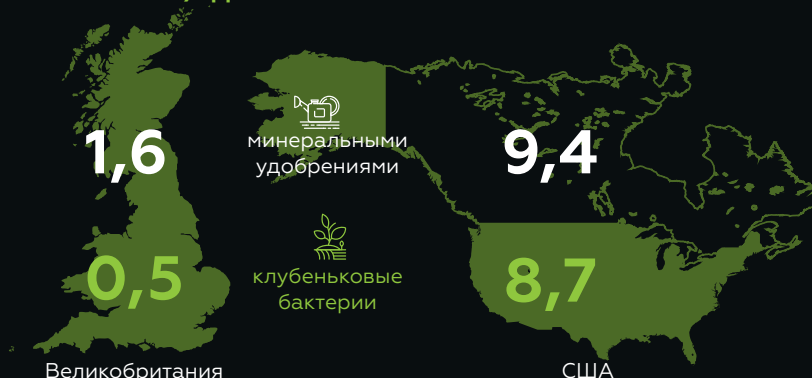 1,6
минеральными
удобрениями
9,4
0,5
клубеньковые
бактерии
8,7
Великобритания
США